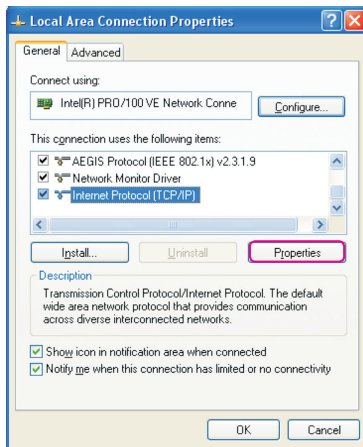 Local Area Connection Properties
General Advanced
Connect using:
Intel(R) PRO/100 VE Network Conne
Configure...
This connection uses the following items:
AEGIS Protocol (IEEE 802.1x) v2.3.1.9
Network Monitor Driver
Internet Protocol (TCP/IP)
Install... Uninstall Properties
Description
Transmission Control Protocol/Internet Protocol. The default
wide area network protocol that provides communication
across diverse interconnected networks.
Show icon in notification area when connected
Notify me when this connection has limited or no connectivity
OK Cancel